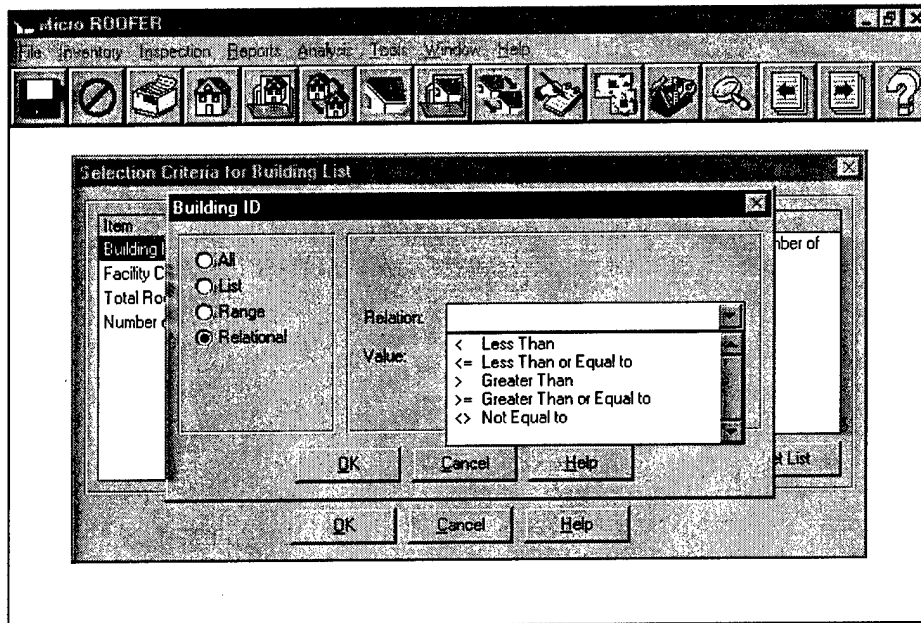 Micro ROOFER
File Inventory Inspection Reports Analysis Tools Window Help
Selection Criteria for Building List
Building ID
Item
Building I
Facility C
Total Roo
Number o
All
List
Range
Relational
Relation:
Value:
< Less Than
<= Less Than or Equal to
> Greater Than
>= Greater Than or Equal to
<> Not Equal to
mber of
OK Cancel Help
et List
OK Cancel Help